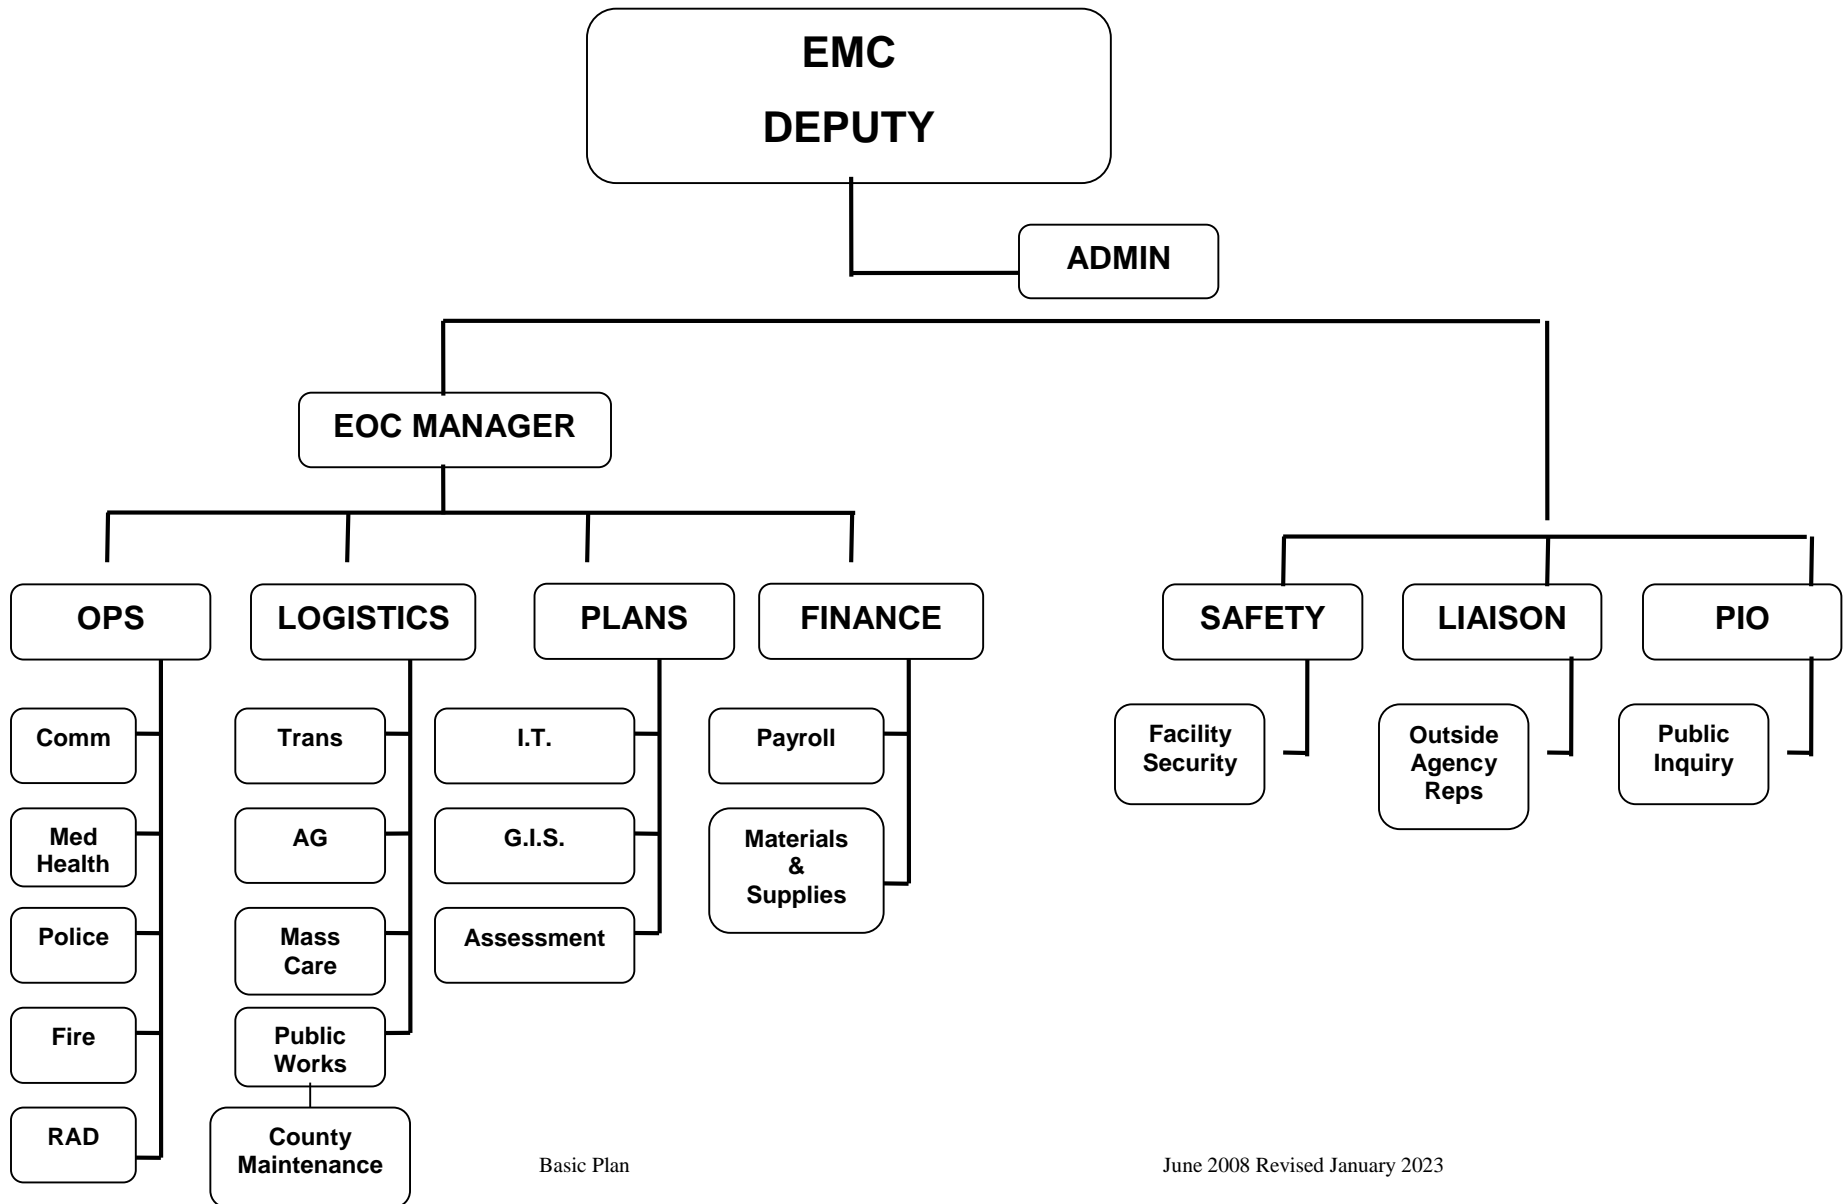 EMC
DEPUTY
ADMIN
EOC MANAGER
OPS
LOGISTICS
PLANS
FINANCE
SAFETY
LIAISON
PIO
Comm
Med
Health
Police
Fire
RAD
Trans
AG
Mass
Care
Public
Works
County
Maintenance
I.T.
G.I.S.
Assessment
Payroll
Materials
&
Supplies
Facility
Security
Outside
Agency
Reps
Public
Inquiry
Basic Plan
June 2008 Revised January 2023